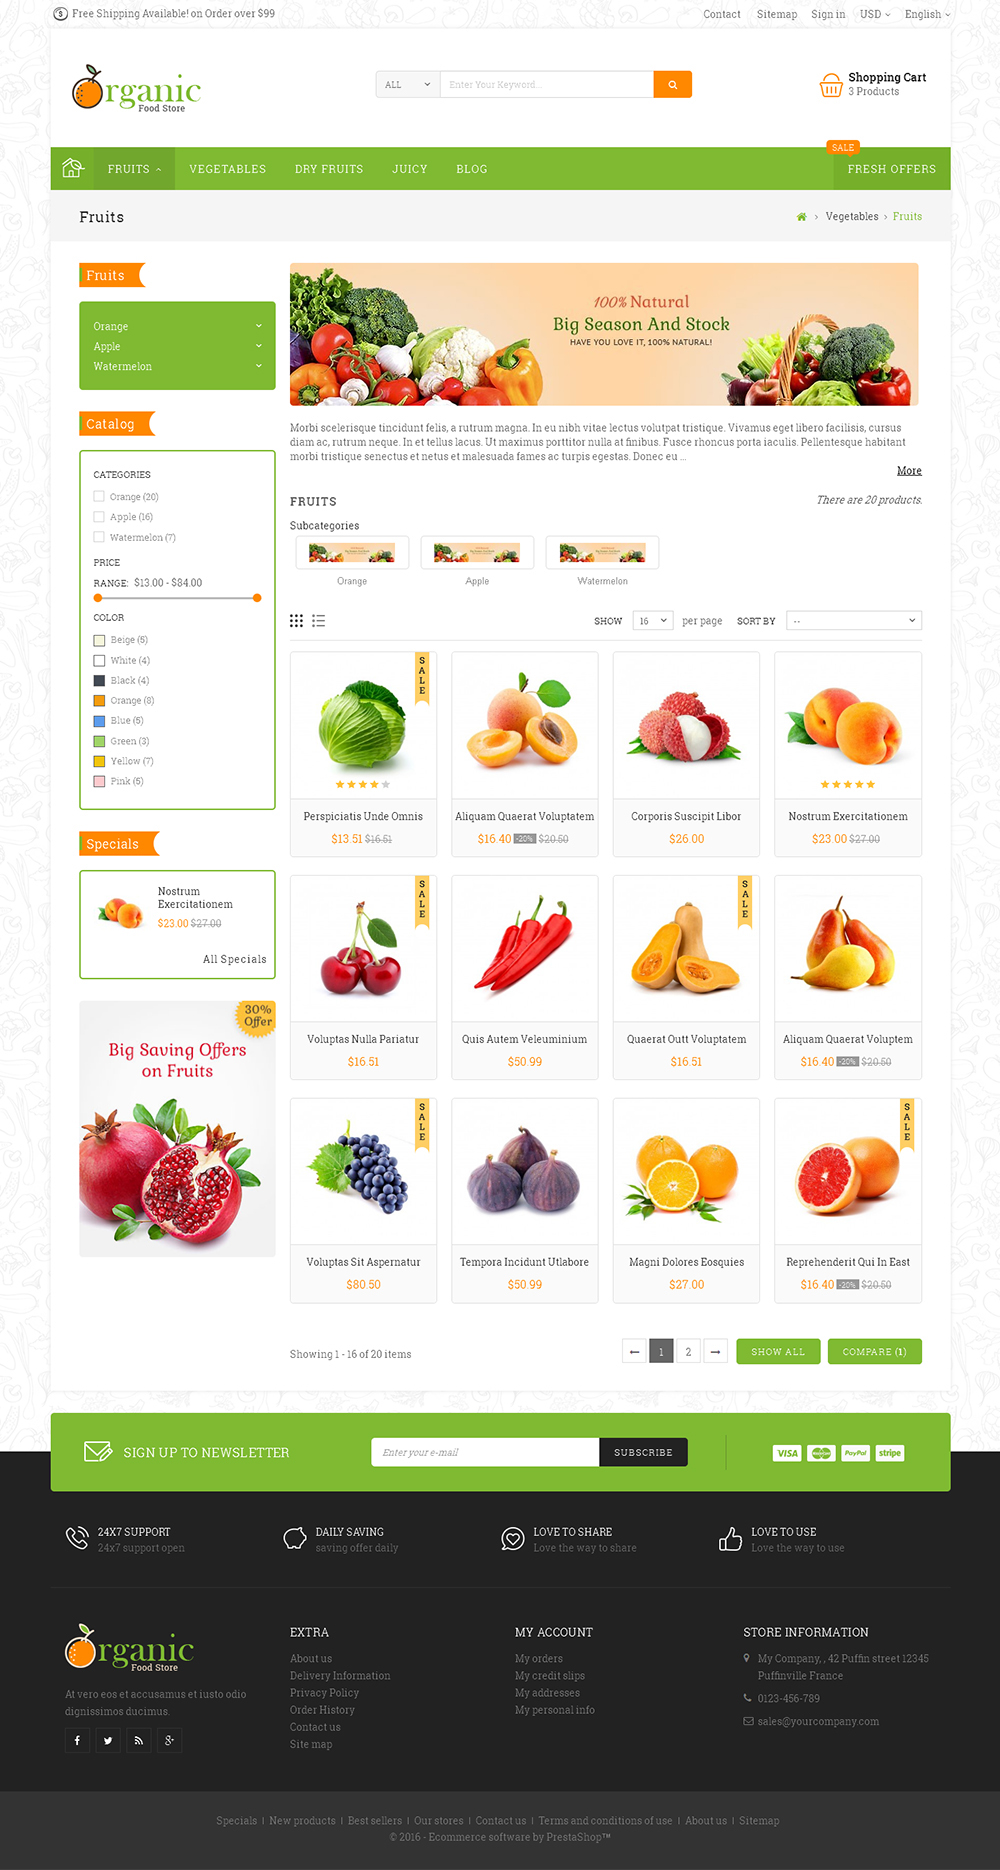 Free Shipping Available! on Order over $99
Contact Sitemap Sign in USD English
Organic
Food Store
ALL Enter Your Keyword...
Shopping Cart
3 Products
SALE
FRUITS VEGETABLES DRY FRUITS JUICY BLOG FRESH OFFERS
Fruits
> Vegetables > Fruits
Fruits
Orange
Apple
Watermelon
Catalog
CATEGORIES
Orange (20)
Apple (16)
Watermelon (7)
PRICE
RANGE: $13.00 - $84.00
COLOR
Beige (5)
White (4)
Black (4)
Orange (8)
Blue (5)
Green (3)
Yellow (7)
Pink (5)
Specials
Nostrum
Exercitationem
$23.00 $27.00
All Specials
30%
Offer
Big Saving Offers
on Fruits
100% Natural
Big Season And Stock
HAVE YOU LOVE IT, 100% NATURAL!
Morbi scelerisque tincidunt felis, a rutrum magna. In eu nibh vitae lectus volutpat tristique. Vivamus eget libero facilisis, cursus
diam ac, rutrum neque. In et tellus lacus. Ut maximus porttitor nulla at finibus. Fusce rhoncus porta iaculis. Pellentesque habitant
morbi tristique senectus et netus et malesuada fames ac turpis egestas. Donec eu ...
More
FRUITS
There are 20 products.
Subcategories
Orange Apple Watermelon
SHOW 16 per page SORT BY --
SALE
Perspiciatis Unde Omnis
$13.51 $16.51
Aliquam Quaerat Voluptatem
$16.40 -20% $20.50
Corporis Suscipit Libor
$26.00
Nostrum Exercitationem
$23.00 $27.00
Voluptas Nulla Pariatur
SALE
$16.51
Quis Autem Veleuminium
$50.99
SALE
Quaerat Outt Voluptatem
$16.51
Aliquam Quaerat Voluptem
$16.40 -20% $20.50
SALE
Voluptas Sit Aspernatur
$80.50
Tempora Incidunt Utlabore
$50.99
Magni Dolores Eosquies
$27.00
SALE
Reprehenderit Qui In East
$16.40 -20% $20.50
Showing 1 - 16 of 20 items
← 1 2 → SHOW ALL COMPARE (1)
SIGN UP TO NEWSLETTER
Enter your e-mail SUBSCRIBE
VISA MasterCard PayPal stripe
24X7 SUPPORT
24x7 support open
DAILY SAVING
saving offer daily
LOVE TO SHARE
Love the way to share
LOVE TO USE
Love the way to use
Organic
Food Store
At vero eos et accusamus et iusto odio
dignissimos ducimus.
EXTRA
About us
Delivery Information
Privacy Policy
Order History
Contact us
Site map
MY ACCOUNT
My orders
My credit slips
My addresses
My personal info
STORE INFORMATION
My Company, , 42 Puffin street 12345
Puffinville France
0123-456-789
sales@yourcompany.com
Specials | New products | Best sellers | Our stores | Contact us | Terms and conditions of use | About us | Sitemap
© 2016 - Ecommerce software by PrestaShop™